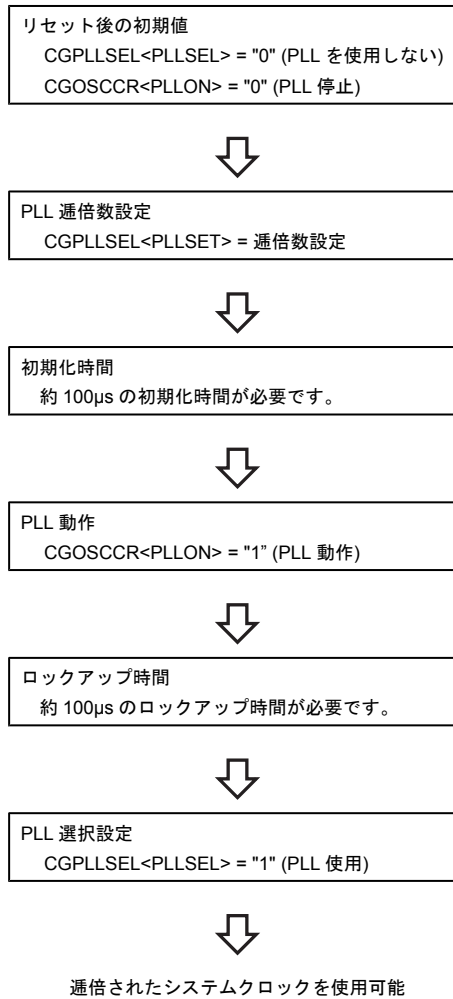 リセット後の初期値
CGPLLSEL<PLLSEL> = "0" (PLL を使用しない)
CGOSCCR<PLLON> = "0" (PLL 停止)
PLL 逓倍数設定
CGPLLSEL<PLLSET> = 逓倍数設定
初期化時間
約 100μs の初期化時間が必要です。
PLL 動作
CGOSCCR<PLLON> = "1” (PLL 動作)
ロックアップ時間
約 100μs のロックアップ時間が必要です。
PLL 選択設定
CGPLLSEL<PLLSEL> = "1" (PLL 使用)
逓倍されたシステムクロックを使用可能